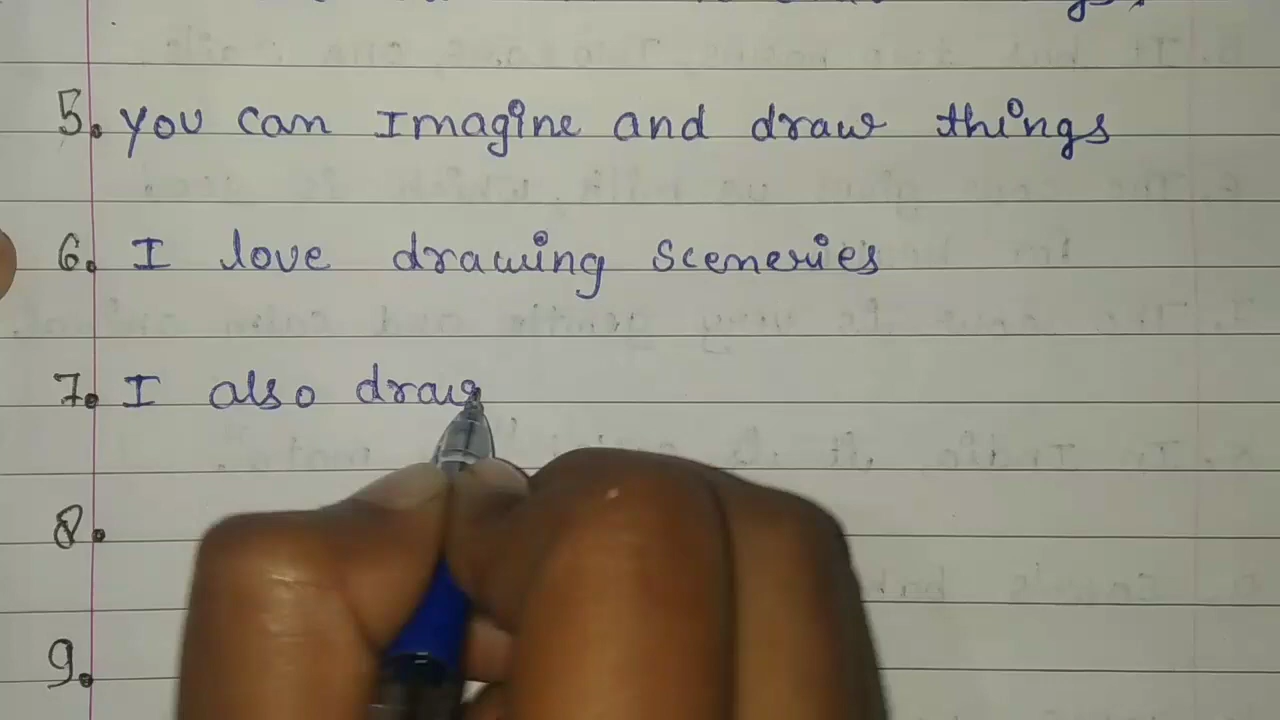 5. you can Imagine and draw things
6. I love drawing sceneries
7. I also draw
8.
9.